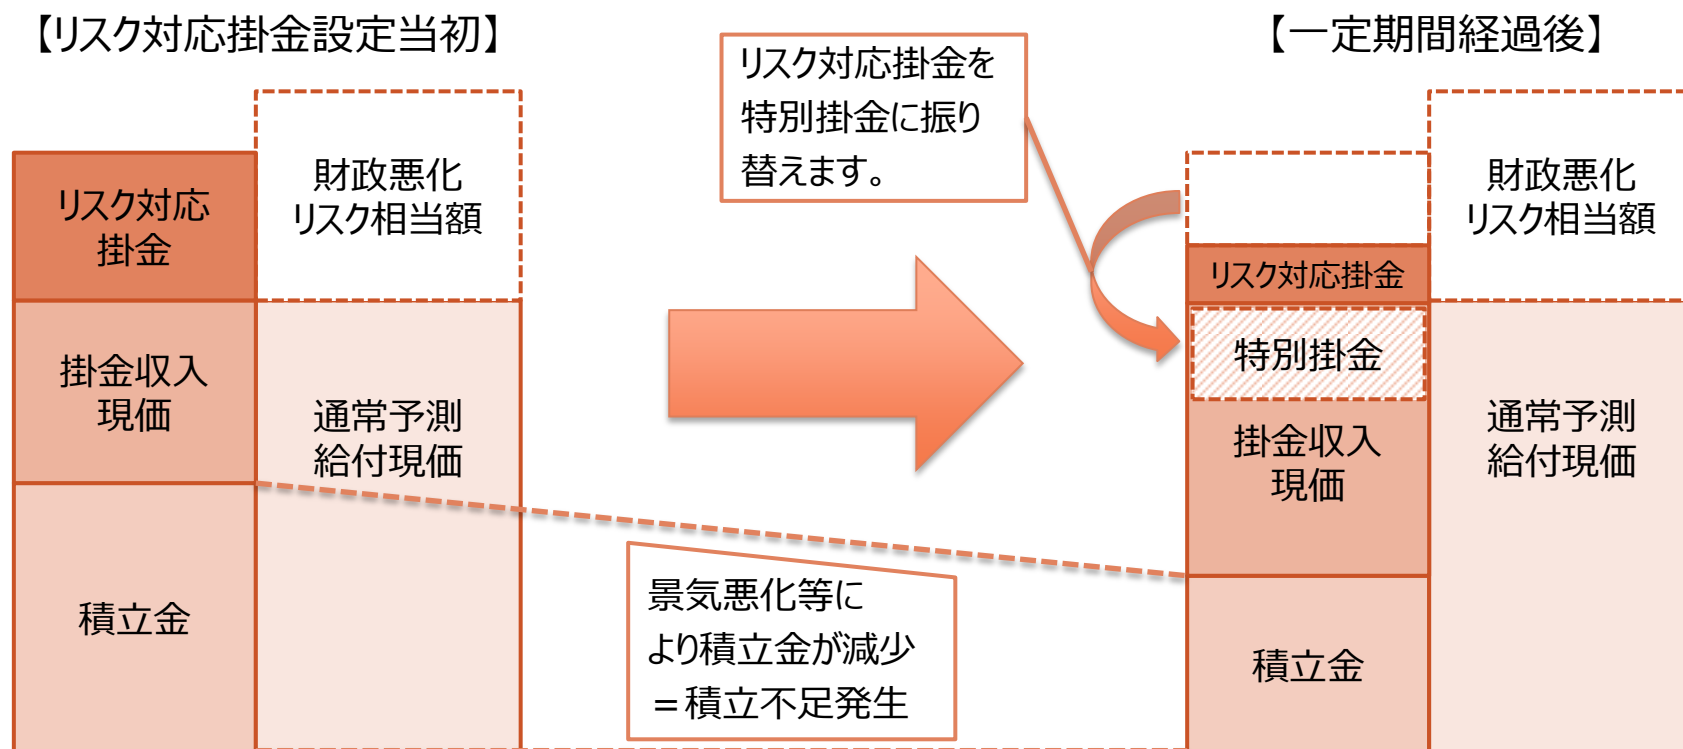 【リスク対応掛金設定当初】
リスク対応
掛金
掛金収入
現価
積立金
財政悪化
リスク相当額
通常予測
給付現価
リスク対応掛金を
特別掛金に振り
替えます。
景気悪化等に
より積立金が減少
=積立不足発生
【一定期間経過後】
リスク対応掛金
特別掛金
掛金収入
現価
積立金
財政悪化
リスク相当額
通常予測
給付現価